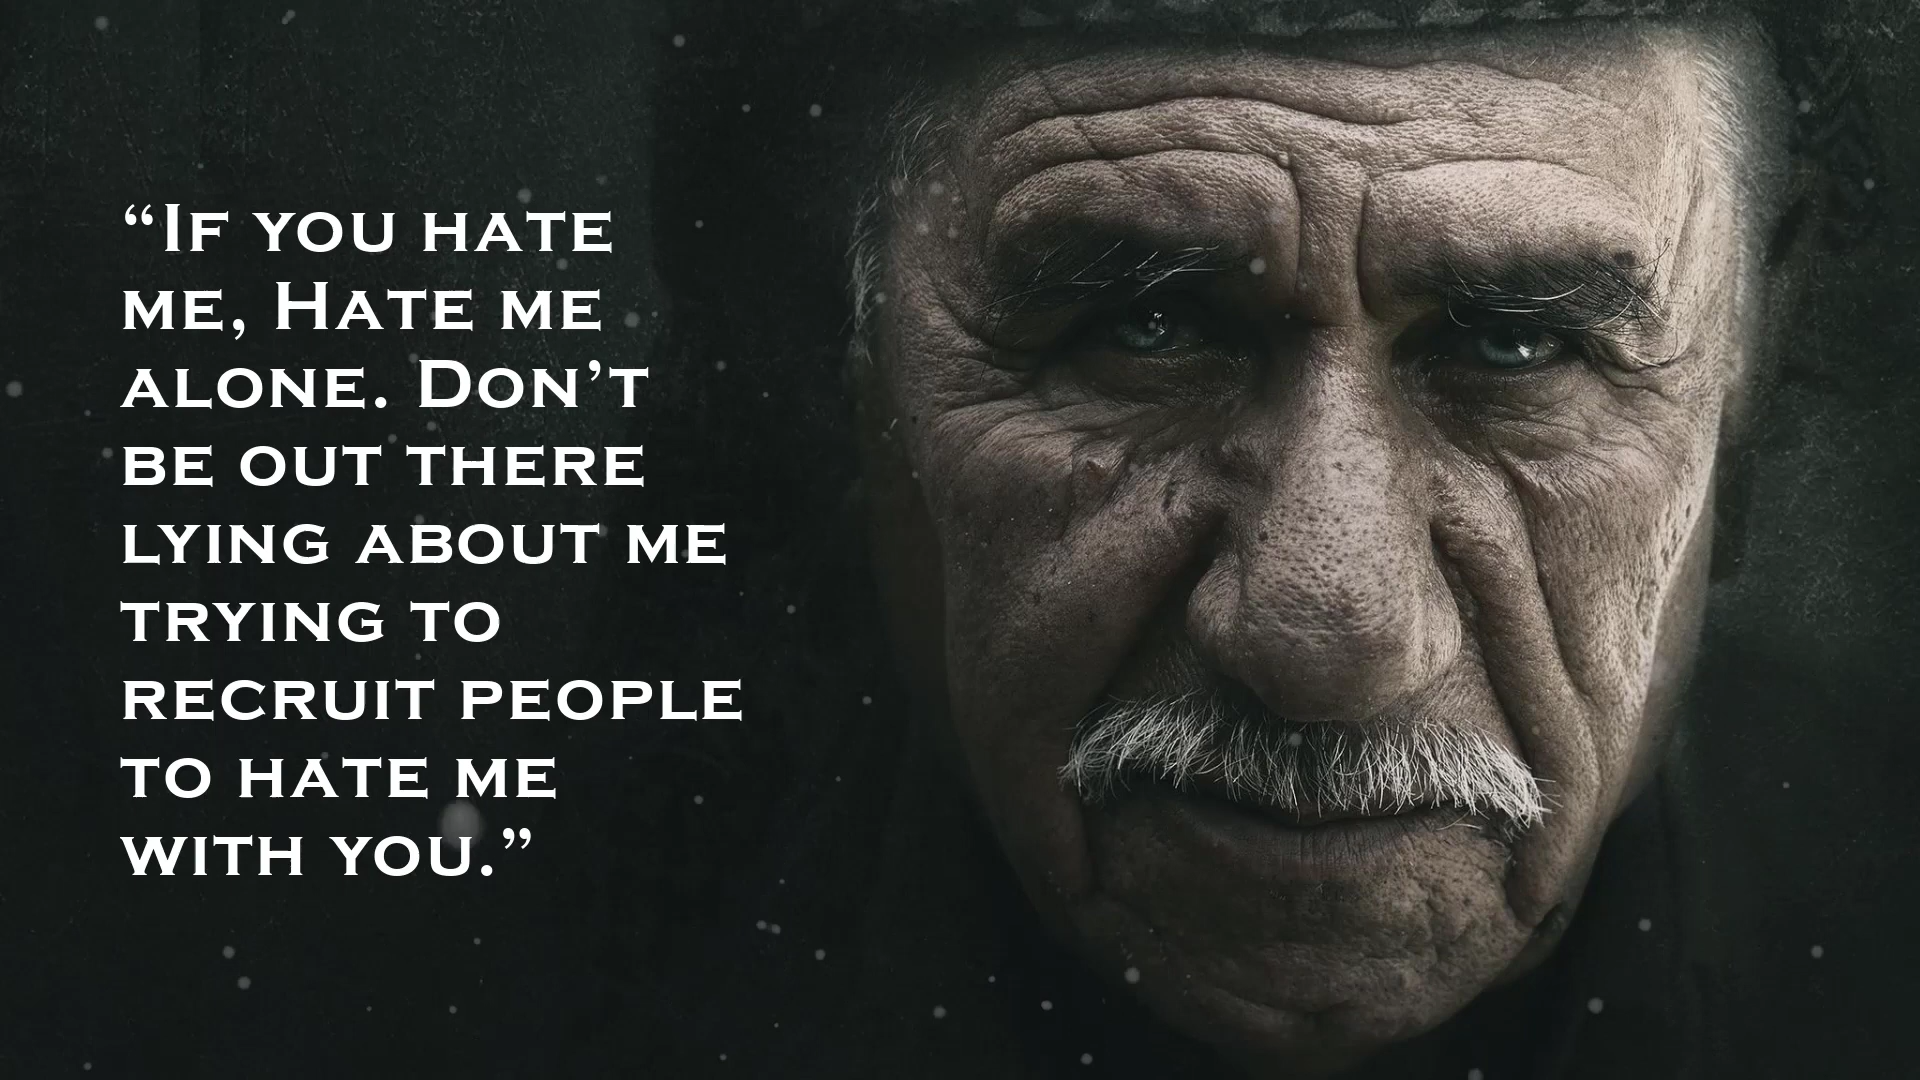 “If you hate
me, Hate me
alone. Don’t
be out there
lying about me
trying to
recruit people
to hate me
with you.”